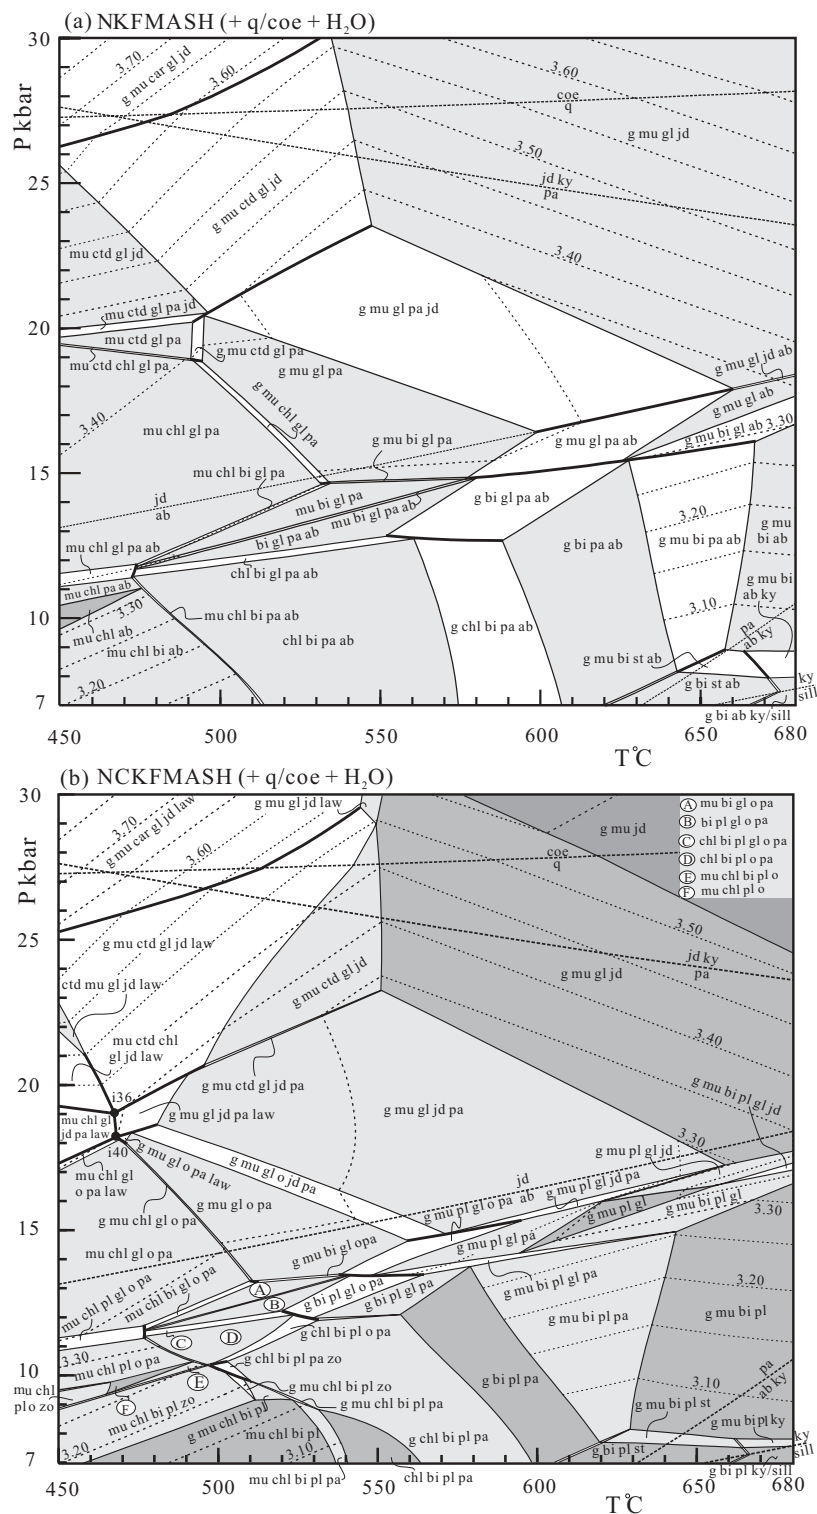 (a) NKFMASH (+ q/coe + H₂O)
30
3.70
g mu car gl jd
3.60
3.60
coe
q
g mu gl jd
P kbar
3.50
25
jd ky
pa
g mu ctd gl jd
mu ctd gl jd
3.40
mu ctd gl pa jd
g mu gl pa jd
20
mu ctd gl pa
g mu ctd gl pa
g mu gl jd ab
mu ctd chl gl pa
g mu gl pa
g mu chl gl pa
g mu gl ab
3.40
mu chl gl pa
g mu bi gl pa
g mu gl pa ab
g mu bi gl ab
3.30
15
mu chl bi gl pa
jd
ab
mu bi gl pa
mu bi gl pa ab
g bi gl pa ab
3.20
g mu
bi ab
mu chl gl pa ab
bi gl pa ab
g bi pa ab
g mu bi pa ab
chl bi gl pa ab
mu chl pa ab
g mu bi
ab ky
10
3.30
mu chl bi pa ab
3.10
mu chl ab
g chl bi pa ab
pa
ab ky
mu chl bi ab
chl bi pa ab
g mu bi st ab
3.20
g bi st ab
ky
sill
7
g bi ab ky/sill
450
500
550
600
650
680
T°C
(b) NCKFMASH (+ q/coe + H₂O)
30
g mu gl jd law
A mu bi gl o pa
3.70
g mu car gl jd law
g mu jd
B bi pl gl o pa
3.60
coe
q
C chl bi pl gl o pa
D chl bi pl o pa
E mu chl bi pl o
F mu chl pl o
P kbar
25
3.50
g mu ctd gl jd law
jd ky
pa
g mu ctd gl jd
g mu gl jd
ctd mu gl jd law
mu ctd chl
gl jd law
3.40
20
i36
g mu ctd gl jd pa
g mu bi pl gl jd
mu chl gl
jd pa law
g mu gl jd pa law
g mu gl jd pa
i40
3.30
mu chl gl
o pa law
g mu gl o pa law
g mu gl o jd pa
g mu pl gl jd
g mu gl o pa
jd
ab
g mu pl gl jd pa
g mu chl gl o pa
g mu pl gl o pa
g mu pl gl
g mu bi pl gl
15
3.30
mu chl gl o pa
g mu bi gl opa
g mu pl gl pa
mu chl pl gl o pa
mu chl bi gl o pa
A
g bi pl gl o pa
g bi pl gl pa
g mu bi pl gl pa
3.20
B
g mu bi pl pa
g mu bi pl
C
D
g chl bi pl o pa
3.30
mu chl pl o pa
g chl bi pl pa zo
10
pa
ab ky
mu chl
pl o zo
E
g mu chl bi pl zo
g bi pl pa
3.10
F
mu chl bi pl zo
g mu chl bi pl pa
g mu bi pl st
g mu chl bi pl
g mu bi pl ky
3.20
mu chl bi pl
3.10
g chl bi pl pa
g bi pl st
ky
sill
7
mu chl bi pl pa
chl bi pl pa
g bi pl ky/sill
450
500
550
600
650
680
T°C